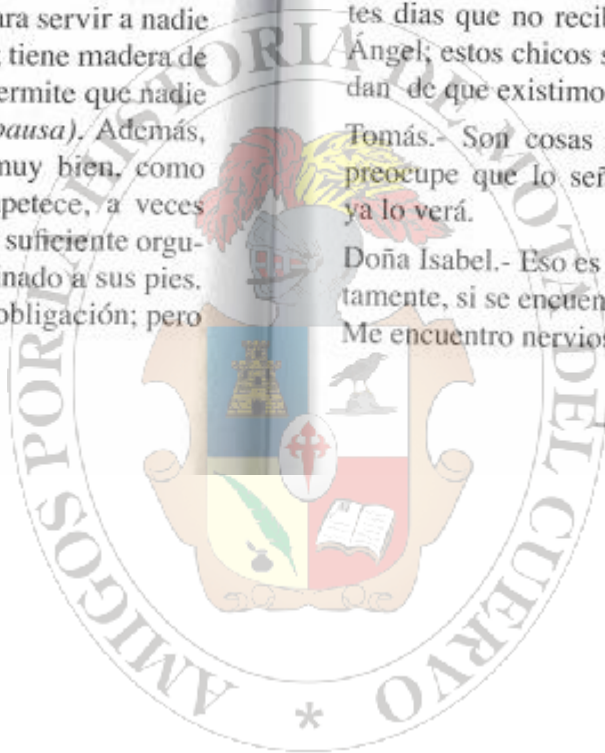 ara servir a nadie
tiene madera de
ermite que nadie
pausa). Además,
muy bien, como
petece, a veces
suficiente orgu-
nado a sus pies.
obligación; pero
tes días que no recib
Ángel; estos chicos s
dan de que existimo
Tomás.- Son cosas
preocupe que lo señ
ya lo verá.
Doña Isabel.- Eso es
tamente, si se encuen
Me encuentro nervios
AMIGOS POR LA HISTORIA DE MOTA DEL CUERVO *